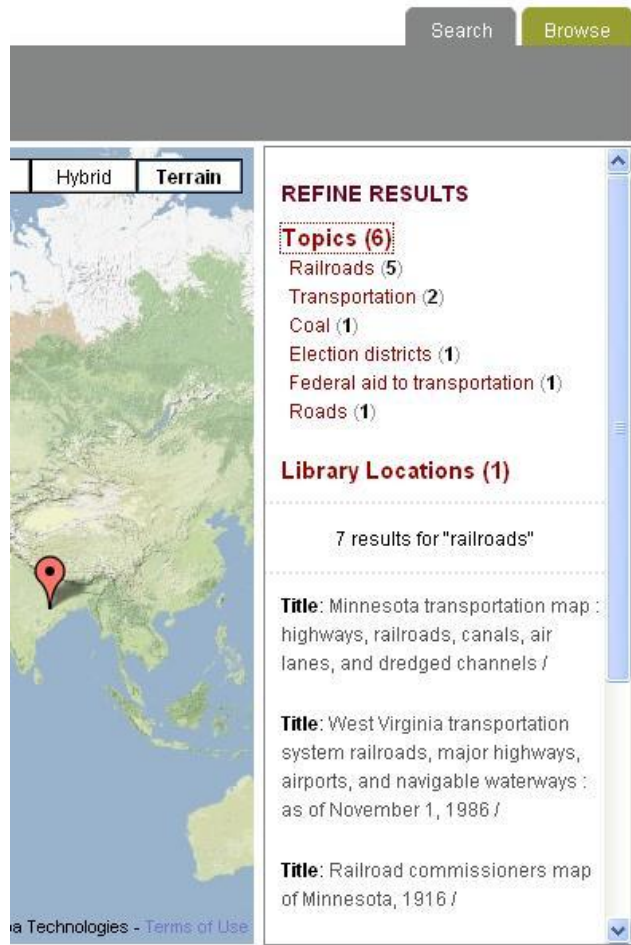 Search Browse
Hybrid Terrain
REFINE RESULTS
Topics (6)
Railroads (5)
Transportation (2)
Coal (1)
Election districts (1)
Federal aid to transportation (1)
Roads (1)
Library Locations (1)
7 results for "railroads"
Title: Minnesota transportation map :
highways, railroads, canals, air
lanes, and dredged channels /
Title: West Virginia transportation
system railroads, major highways,
airports, and navigable waterways :
as of November 1, 1986 /
Title: Railroad commissioners map
of Minnesota, 1916 /
Technologies - Terms of Use